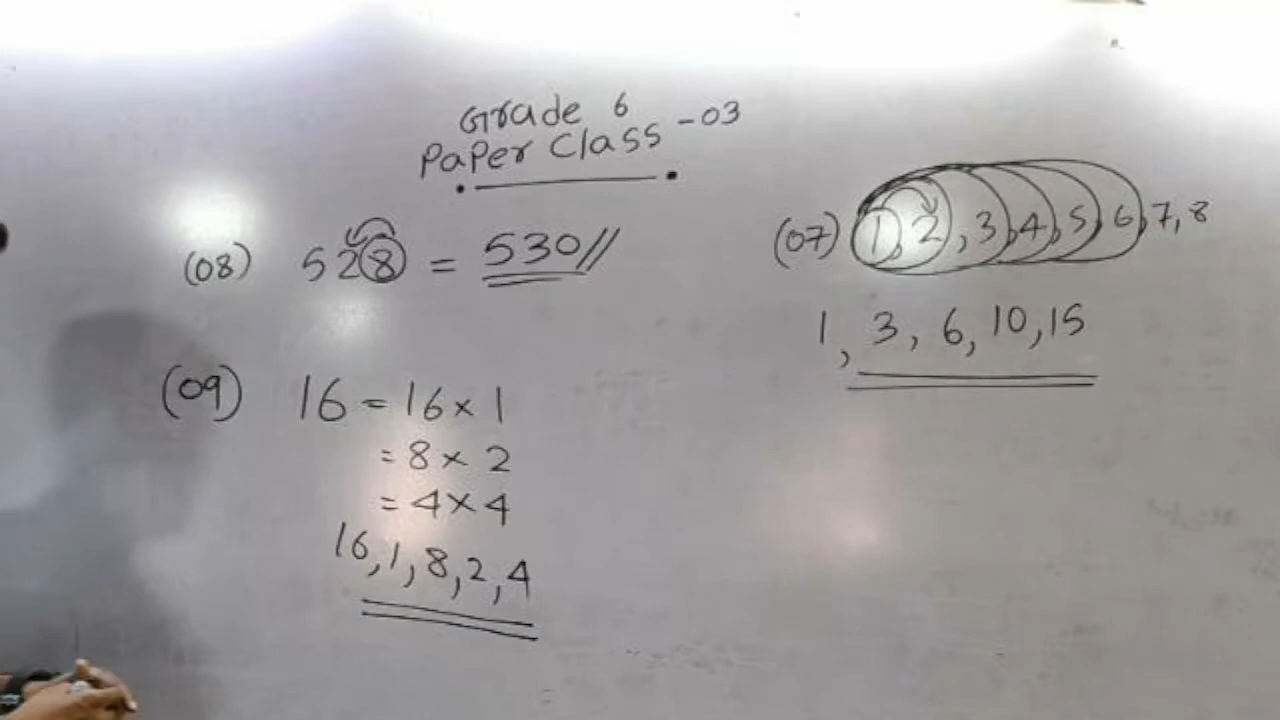 Grade 6
Paper Class - 03
(08) 528 = 530//
(07) 1, 2, 3, 4, 5, 6, 7, 8
1, 3, 6, 10, 15
(09) 16 = 16 × 1
= 8 × 2
= 4 × 4
16, 1, 8, 2, 4